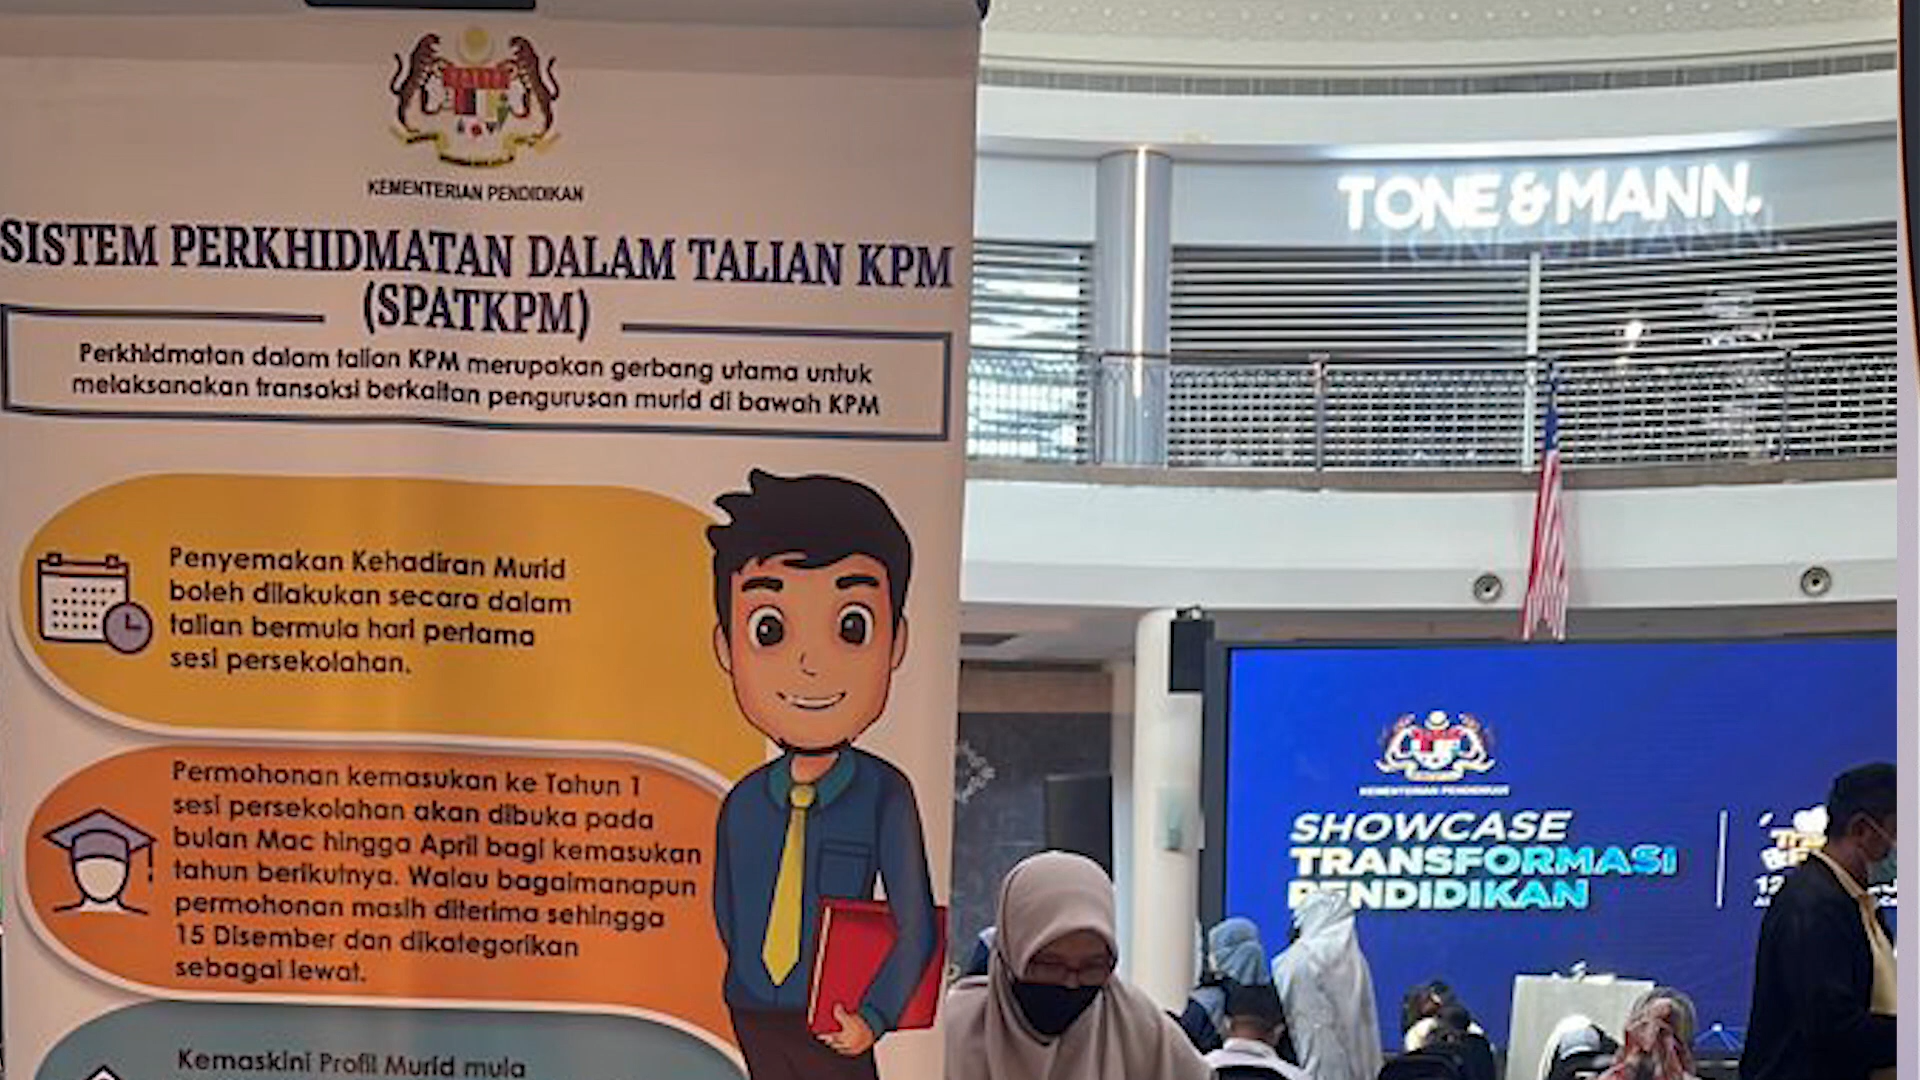 KEMENTERIAN PENDIDIKAN
SISTEM PERKHIDMATAN DALAM TALIAN KPM
(SPATKPM)
Perkhidmatan dalam talian KPM merupakan gerbang utama untuk
melaksanakan transaksi berkaitan pengurusan murid di bawah KPM
Penyemakan Kehadiran Murid
boleh dilakukan secara dalam
talian bermula hari pertama
sesi persekolahan.
Permohonan kemasukan ke Tahun 1
sesi persekolahan akan dibuka pada
bulan Mac hingga April bagi kemasukan
tahun berikutnya. Walau bagaimanapun
permohonan masih diterima sehingga
15 Disember dan dikategorikan
sebagai lewat.
Kemaskini Profil Murid mula
TONE & MANN.
KEMENTERIAN PENDIDIKAN
SHOWCASE
TRANSFORMASI
PENDIDIKAN
12